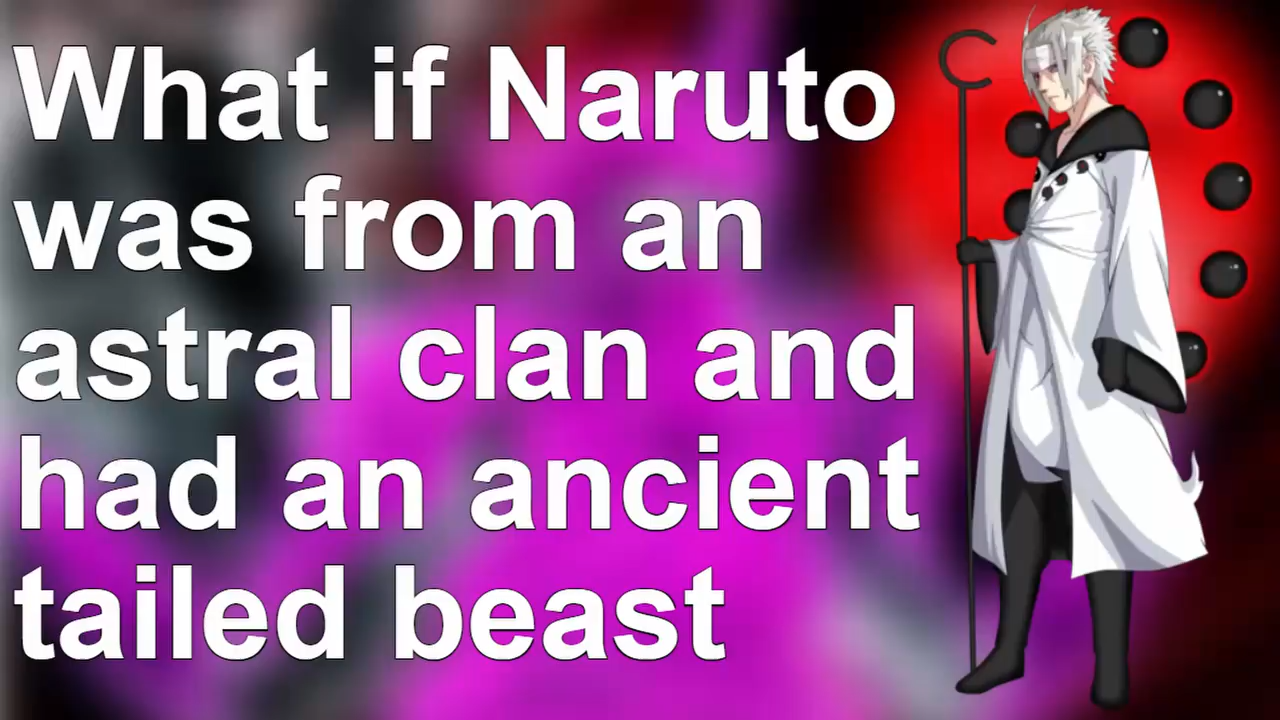 What if Naruto
was from an
astral clan and
had an ancient
tailed beast